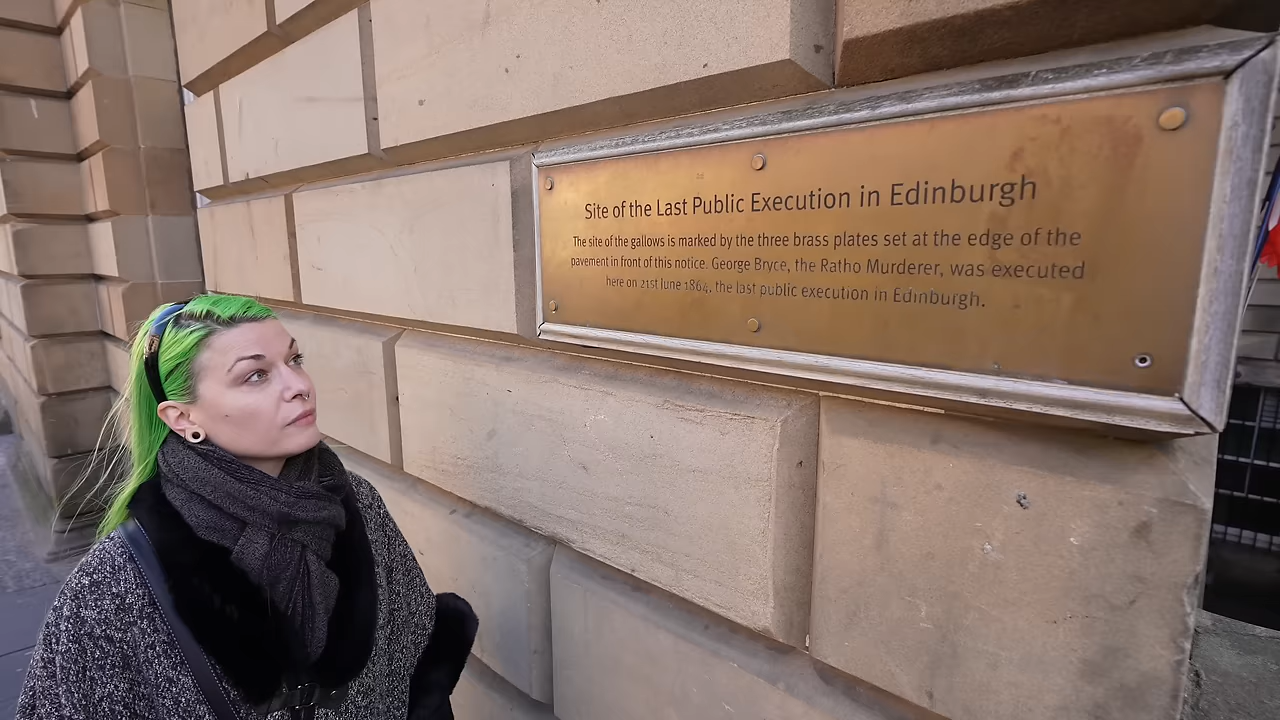 Site of the Last Public Execution in Edinburgh
The site of the gallows is marked by the three brass plates set at the edge of the
pavement in front of this notice. George Bryce, the Ratho Murderer, was executed
here on 21st June 1864, the last public execution in Edinburgh.